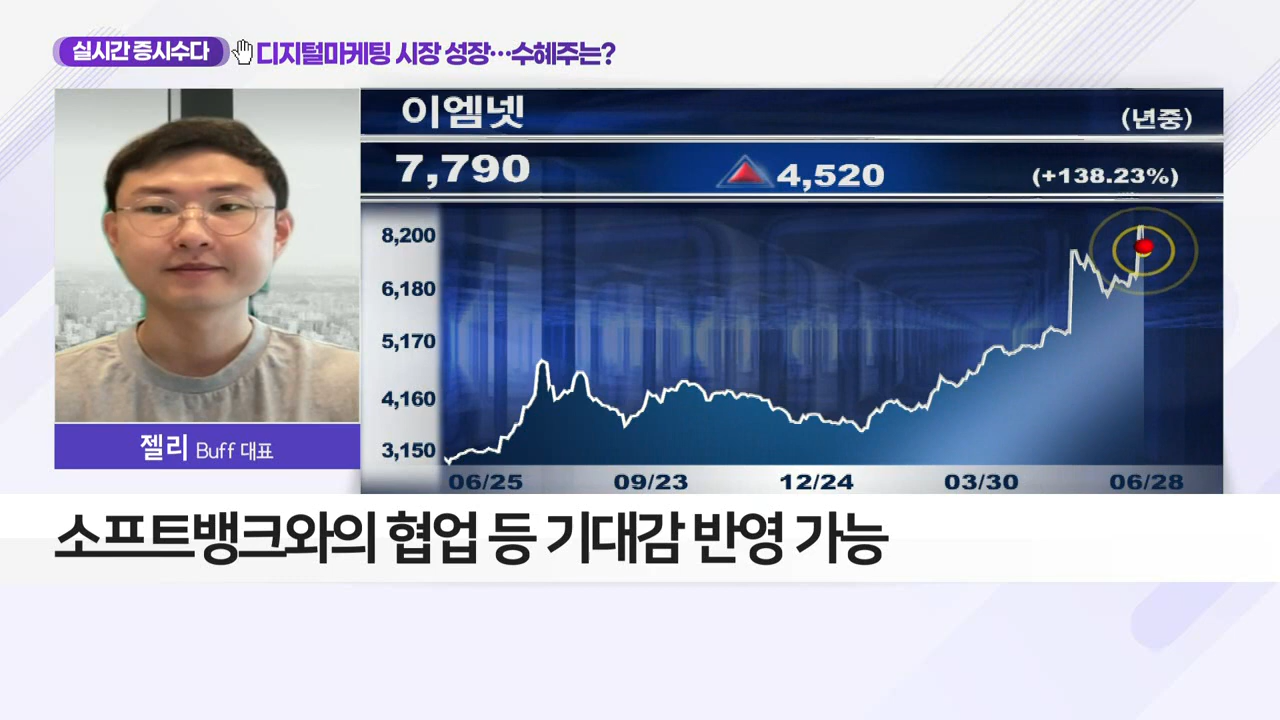 실시간 증시수다 디지털마케팅 시장 성장…수혜주는?
이엠넷 (년중)
7,790 4,520 (+138.23%)
8,200
6,180
5,170
4,160
3,150
06/25 09/23 12/24 03/30 06/28
젤리 Buff 대표
소프트뱅크와의 협업 등 기대감 반영 가능